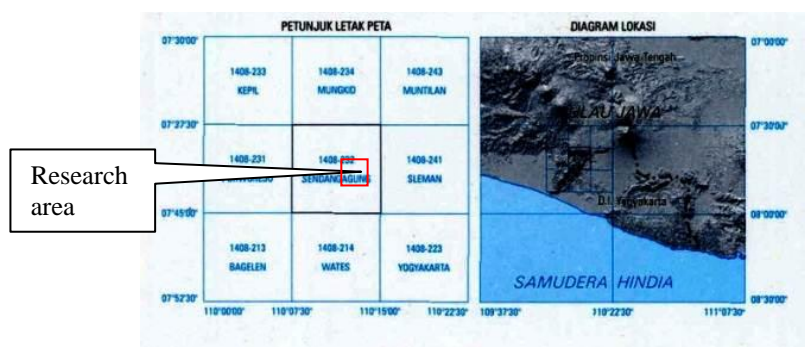 PETUNJUK LETAK PETA
07°30'00"
1408-233
KEPIL
1408-234
MUNGKID
1408-243
MUNTILAN
07°37'30"
1408-231
1408-232
SENDANGAGUNG
1408-241
SLEMAN
07°45'00"
1408-213
BAGELEN
1408-214
WATES
1408-223
YOGYAKARTA
07°52'30"
110°00'00"
110°07'30"
110°15'00"
110°22'30"
Research
area
DIAGRAM LOKASI
07°00'00"
Propinsi Jawa Tengah
PULAU JAWA
07°30'00"
D.I. Yogyakarta
08°00'00"
SAMUDERA HINDIA
08°30'00"
109°37'30"
110°22'30"
111°07'30"